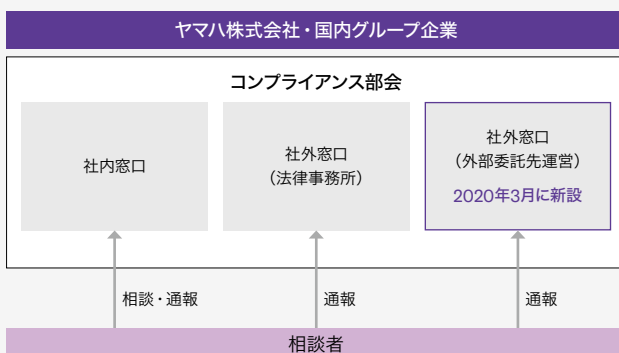 ヤマハ株式会社・国内グループ企業
コンプライアンス部会
社内窓口
社外窓口
（法律事務所）
社外窓口
（外部委託先運営）
2020年3月に新設
相談・通報
通報
通報
相談者